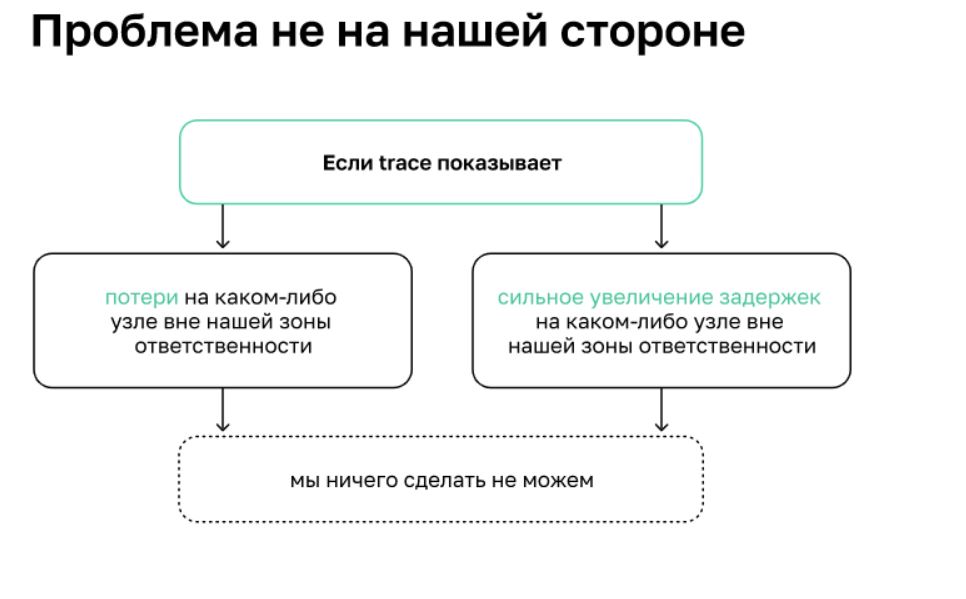 Проблема не на нашей стороне
Если trace показывает
потери на каком-либо
узле вне нашей зоны
ответственности
сильное увеличение задержек
на каком-либо узле вне
нашей зоны ответственности
мы ничего сделать не можем